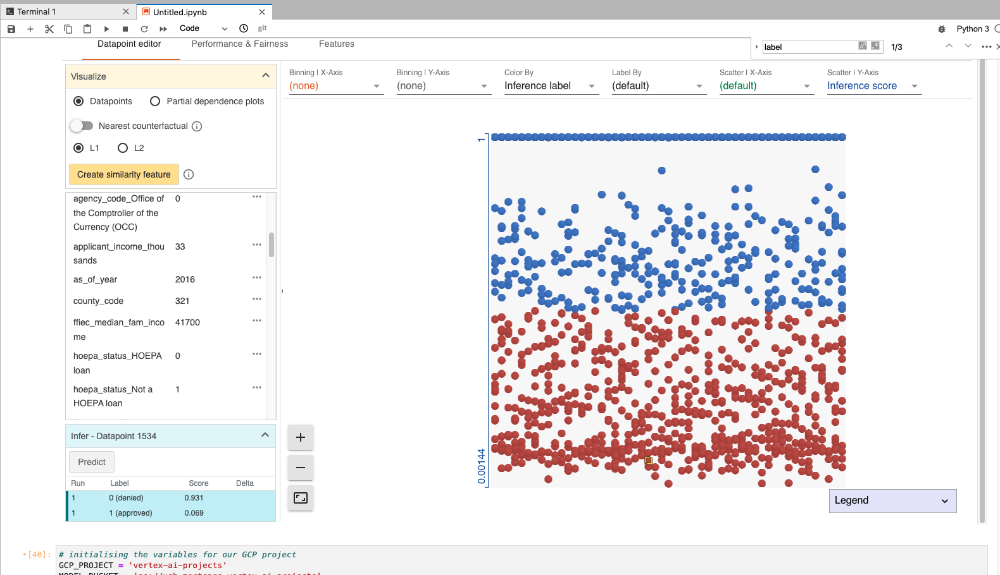 Terminal 1
Untitled.ipynb
Code
git
Python 3
Datapoint editor
Performance & Fairness
Features
label
1/3
Visualize
Datapoints
Partial dependence plots
Nearest counterfactual
L1
L2
Create similarity feature
agency_code_Office of
the Comptroller of the
Currency (OCC)
0
applicant_income_thou
sands
33
as_of_year
2016
county_code
321
ffiec_median_fam_inco
me
41700
hoepa_status_HOEPA
loan
0
hoepa_status_Not a
HOEPA loan
1
Infer - Datapoint 1534
Predict
Run Label Score Delta
1 0 (denied) 0.931
1 1 (approved) 0.069
Binning | X-Axis
(none)
Binning | Y-Axis
(none)
Color By
Inference label
Label By
(default)
Scatter | X-Axis
(default)
Scatter | Y-Axis
Inference score
1
0.00144
Legend
[40]:
# initialising the variables for our GCP project
GCP_PROJECT = 'vertex-ai-projects'